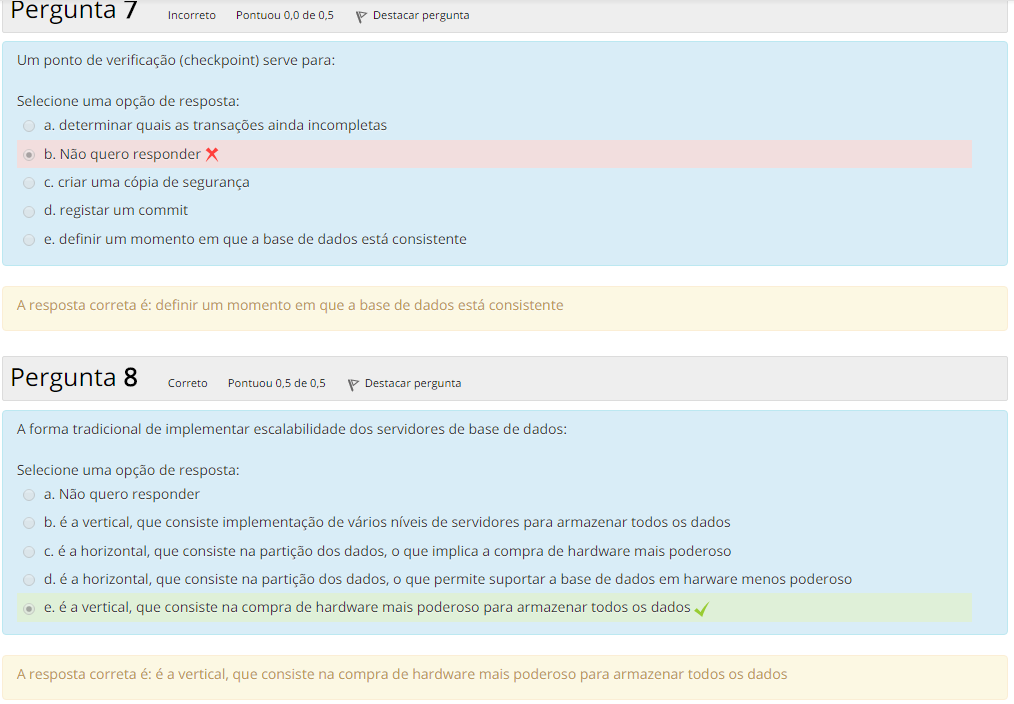 Pergunta 7 Incorreto Pontuou 0,0 de 0,5 Destacar pergunta
Um ponto de verificação (checkpoint) serve para:
Selecione uma opção de resposta:
a. determinar quais as transações ainda incompletas
b. Não quero responder
c. criar uma cópia de segurança
d. registar um commit
e. definir um momento em que a base de dados está consistente
A resposta correta é: definir um momento em que a base de dados está consistente
Pergunta 8 Correto Pontuou 0,5 de 0,5 Destacar pergunta
A forma tradicional de implementar escalabilidade dos servidores de base de dados:
Selecione uma opção de resposta:
a. Não quero responder
b. é a vertical, que consiste implementação de vários níveis de servidores para armazenar todos os dados
c. é a horizontal, que consiste na partição dos dados, o que implica a compra de hardware mais poderoso
d. é a horizontal, que consiste na partição dos dados, o que permite suportar a base de dados em harware menos poderoso
e. é a vertical, que consiste na compra de hardware mais poderoso para armazenar todos os dados
A resposta correta é: é a vertical, que consiste na compra de hardware mais poderoso para armazenar todos os dados